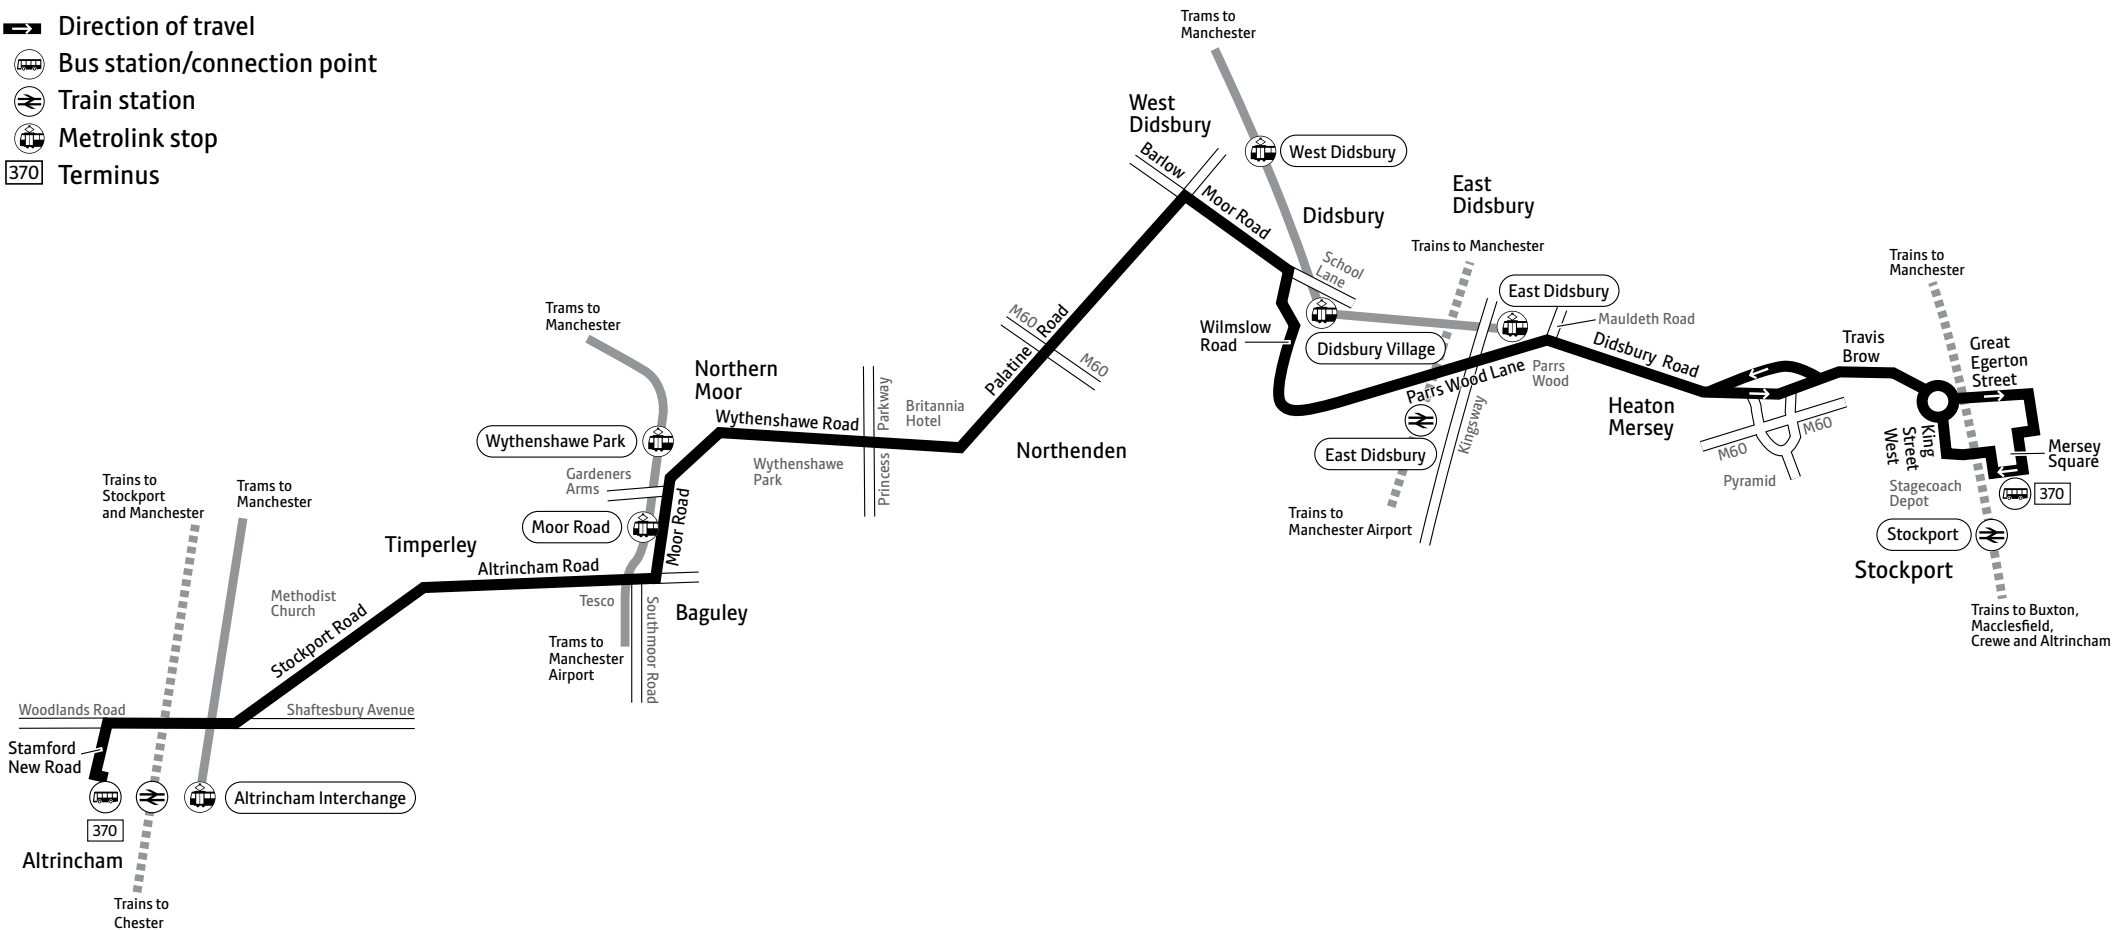 Direction of travel
Bus station/connection point
Train station
Metrolink stop
370 Terminus
Trams to
Manchester
West
Didsbury
Barlow
Moor Road
West Didsbury
Didsbury
East
Didsbury
Trains to Manchester
School
Lane
East Didsbury
Mauldeth Road
Wilmslow
Road
Didsbury Village
Parrs Wood Lane
Parrs
Wood
Didsbury Road
Kingsway
East Didsbury
Trains to
Manchester Airport
Heaton
Mersey
M60
M60
Pyramid
Travis
Brow
Trains to
Manchester
Great
Egerton
Street
King
Street
West
Mersey
Square
Stagecoach
Depot
370
Stockport
Stockport
Trains to Buxton,
Macclesfield,
Crewe and Altrincham
M60
M60
Palatine Road
Northenden
Britannia
Hotel
Princess Parkway
Wythenshawe Road
Wythenshawe
Park
Northern
Moor
Trams to
Manchester
Wythenshawe Park
Gardeners
Arms
Moor Road
Moor Road
Altrincham Road
Tesco
Southmoor Road
Baguley
Trams to
Manchester
Airport
Timperley
Methodist
Church
Stockport Road
Trains to
Stockport
and Manchester
Trams to
Manchester
Woodlands Road
Shaftesbury Avenue
Stamford
New Road
Altrincham Interchange
370
Altrincham
Trains to
Chester